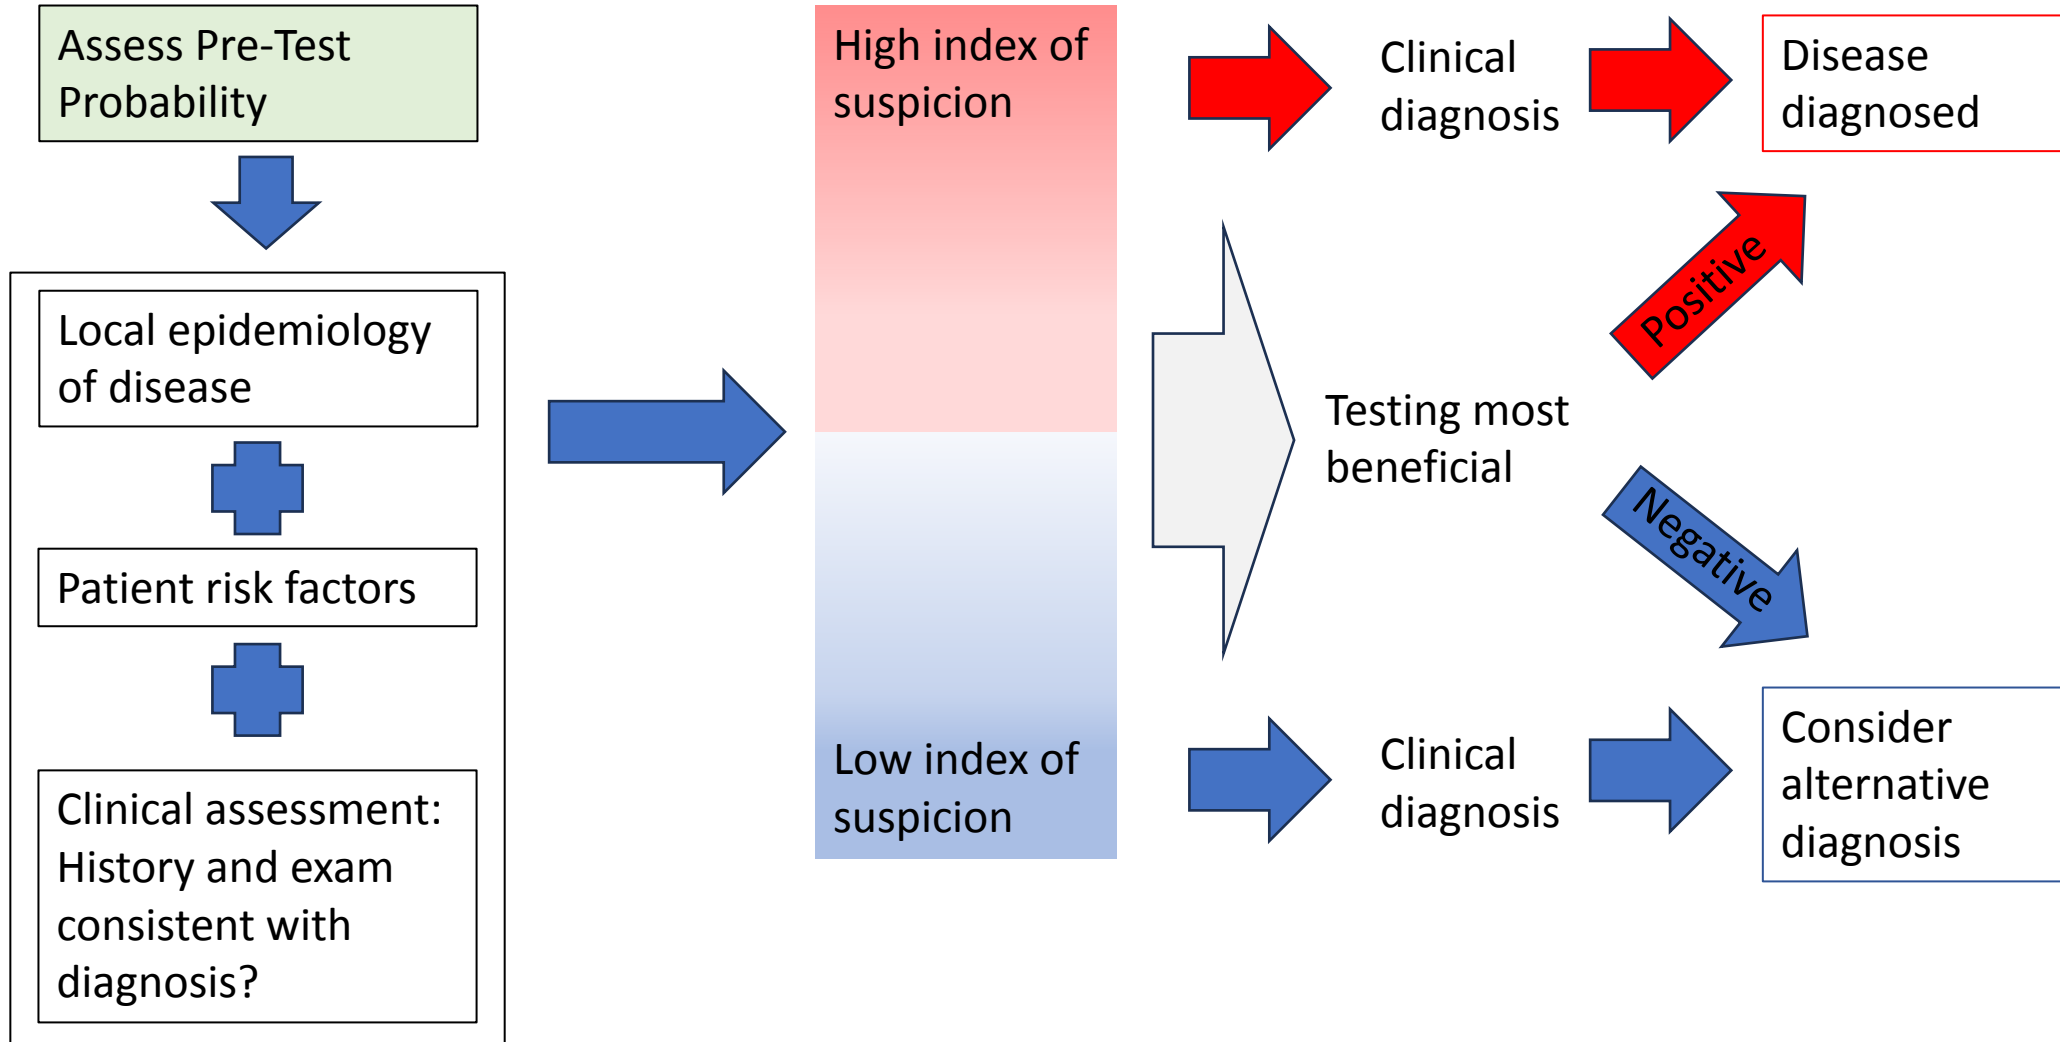 Assess Pre-Test
Probability
Local epidemiology
of disease
Patient risk factors
Clinical assessment:
History and exam
consistent with
diagnosis?
High index of
suspicion
Low index of
suspicion
Clinical
diagnosis
Disease
diagnosed
Testing most
beneficial
Positive
Negative
Clinical
diagnosis
Consider
alternative
diagnosis